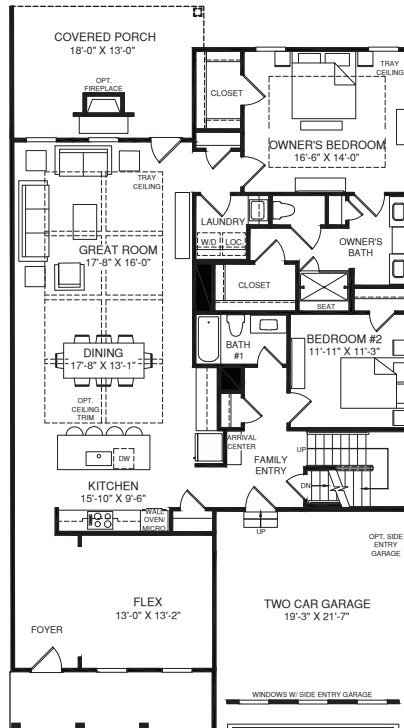 COVERED PORCH
18'-0" X 13'-0"
OPT.
FIREPLACE
CLOSET
TRAY
CEILING
OWNER'S BEDROOM
16'-6" X 14'-0"
TRAY
CEILING
LAUNDRY
W/D
LOC.
OWNER'S
BATH
GREAT ROOM
17'-8" X 16'-0"
CLOSET
SEAT
BATH
#1
BEDROOM #2
11'-11" X 11'-3"
DINING
17'-8" X 13'-1"
OPT.
CEILING
TRIM
ARRIVAL
CENTER
UP
DW
FAMILY
ENTRY
DN
KITCHEN
15'-10" X 9'-6"
WALL
OVEN/
MICRO
UP
OPT. SIDE
ENTRY
GARAGE
FLEX
13'-0" X 13'-2"
TWO CAR GARAGE
19'-3" X 21'-7"
FOYER
WINDOWS W/ SIDE ENTRY GARAGE